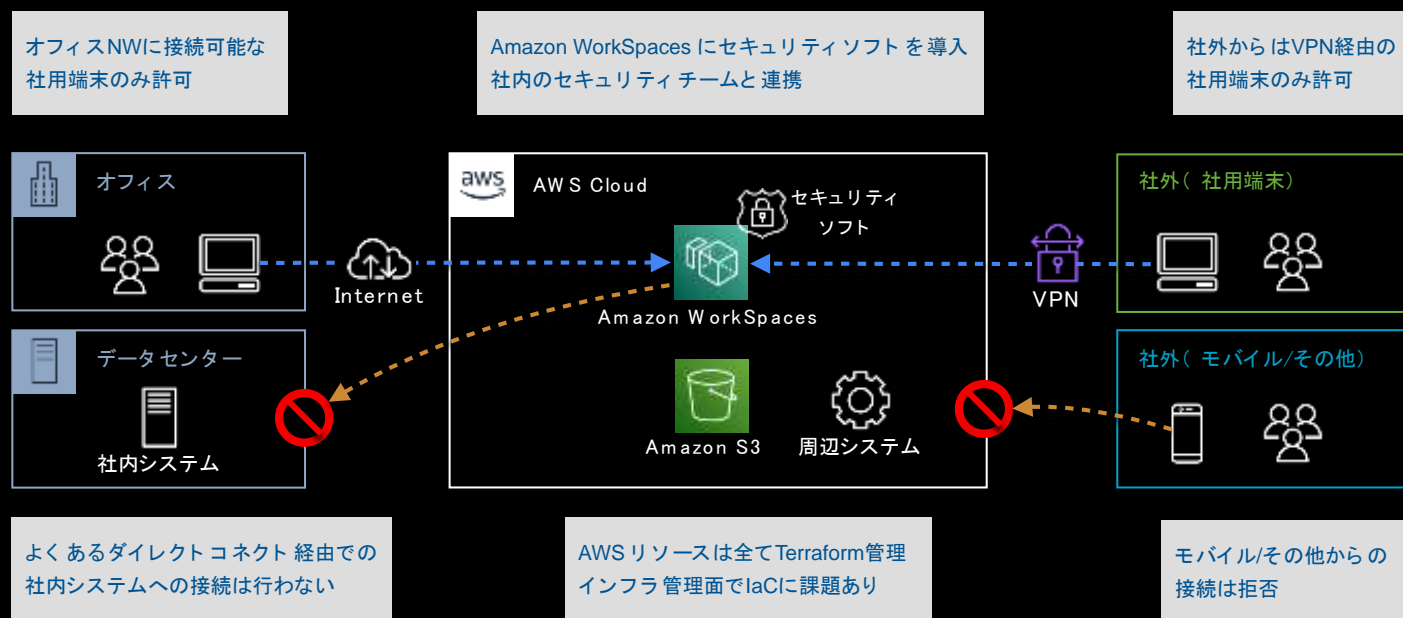 オフィスNWに接続可能な
社用端末のみ許可
Amazon WorkSpaces にセキュリティソフトを導入
社内のセキュリティチームと連携
社外からはVPN経由の
社用端末のみ許可
オフィス
aws
AWS Cloud
セキュリティ
ソフト
社外（社用端末）
Internet
Amazon WorkSpaces
VPN
データセンター
社内システム
Amazon S3
周辺システム
社外（モバイル/その他）
よくあるダイレクトコネクト経由での
社内システムへの接続は行わない
AWSリソースは全てTerraform管理
インフラ管理面でIaCに課題あり
モバイル/その他からの
接続は拒否